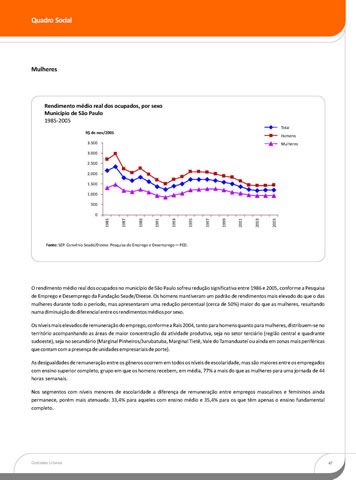 Quadro Social
Mulheres
Rendimento médio real dos ocupados, por sexo
Município de São Paulo
1985-2005
R$ de nov/2005
Total
Homens
Mulheres
3.500
3.000
2.500
2.000
1.500
1.000
500
0
1985
1987
1989
1991
1993
1995
1997
1999
2001
2003
2005
Fonte: SEP. Convênio Seade/Dieese. Pesquisa de Emprego e Desemprego — PED.
O rendimento médio real dos ocupados no município de São Paulo sofreu redução significativa entre 1986 e 2005, conforme a Pesquisa
de Emprego e Desemprego da Fundação Seade/Dieese. Os homens mantiveram um padrão de rendimentos mais elevado do que o das
mulheres durante todo o período, mas apresentaram uma redução percentual (cerca de 50%) maior do que as mulheres, resultando
numa diminuição do diferencial entre os rendimentos médios por sexo.
Os níveis mais elevados de remuneração do emprego, conforme a Rais 2004, tanto para homens quanto para mulheres, distribuem-se no
território acompanhando as áreas de maior concentração da atividade produtiva, seja no setor terciário (região central e quadrante
sudoeste), seja no secundário (Marginal Pinheiros/Jurubatuba, Marginal Tietê, Vale do Tamanduateí ou ainda em zonas mais periféricas
que contam com a presença de unidades empresariais de porte).
As desigualdades de remuneração entre os gêneros ocorrem em todos os níveis de escolaridade, mas são maiores entre os empregados
com ensino superior completo, grupo em que os homens recebem, em média, 77% a mais do que as mulheres para uma jornada de 44
horas semanais.
Nos segmentos com níveis menores de escolaridade a diferença de remuneração entre empregos masculinos e femininos ainda
permanece, porém mais atenuada: 33,4% para aqueles com ensino médio e 35,4% para os que têm apenas o ensino fundamental
completo.
47